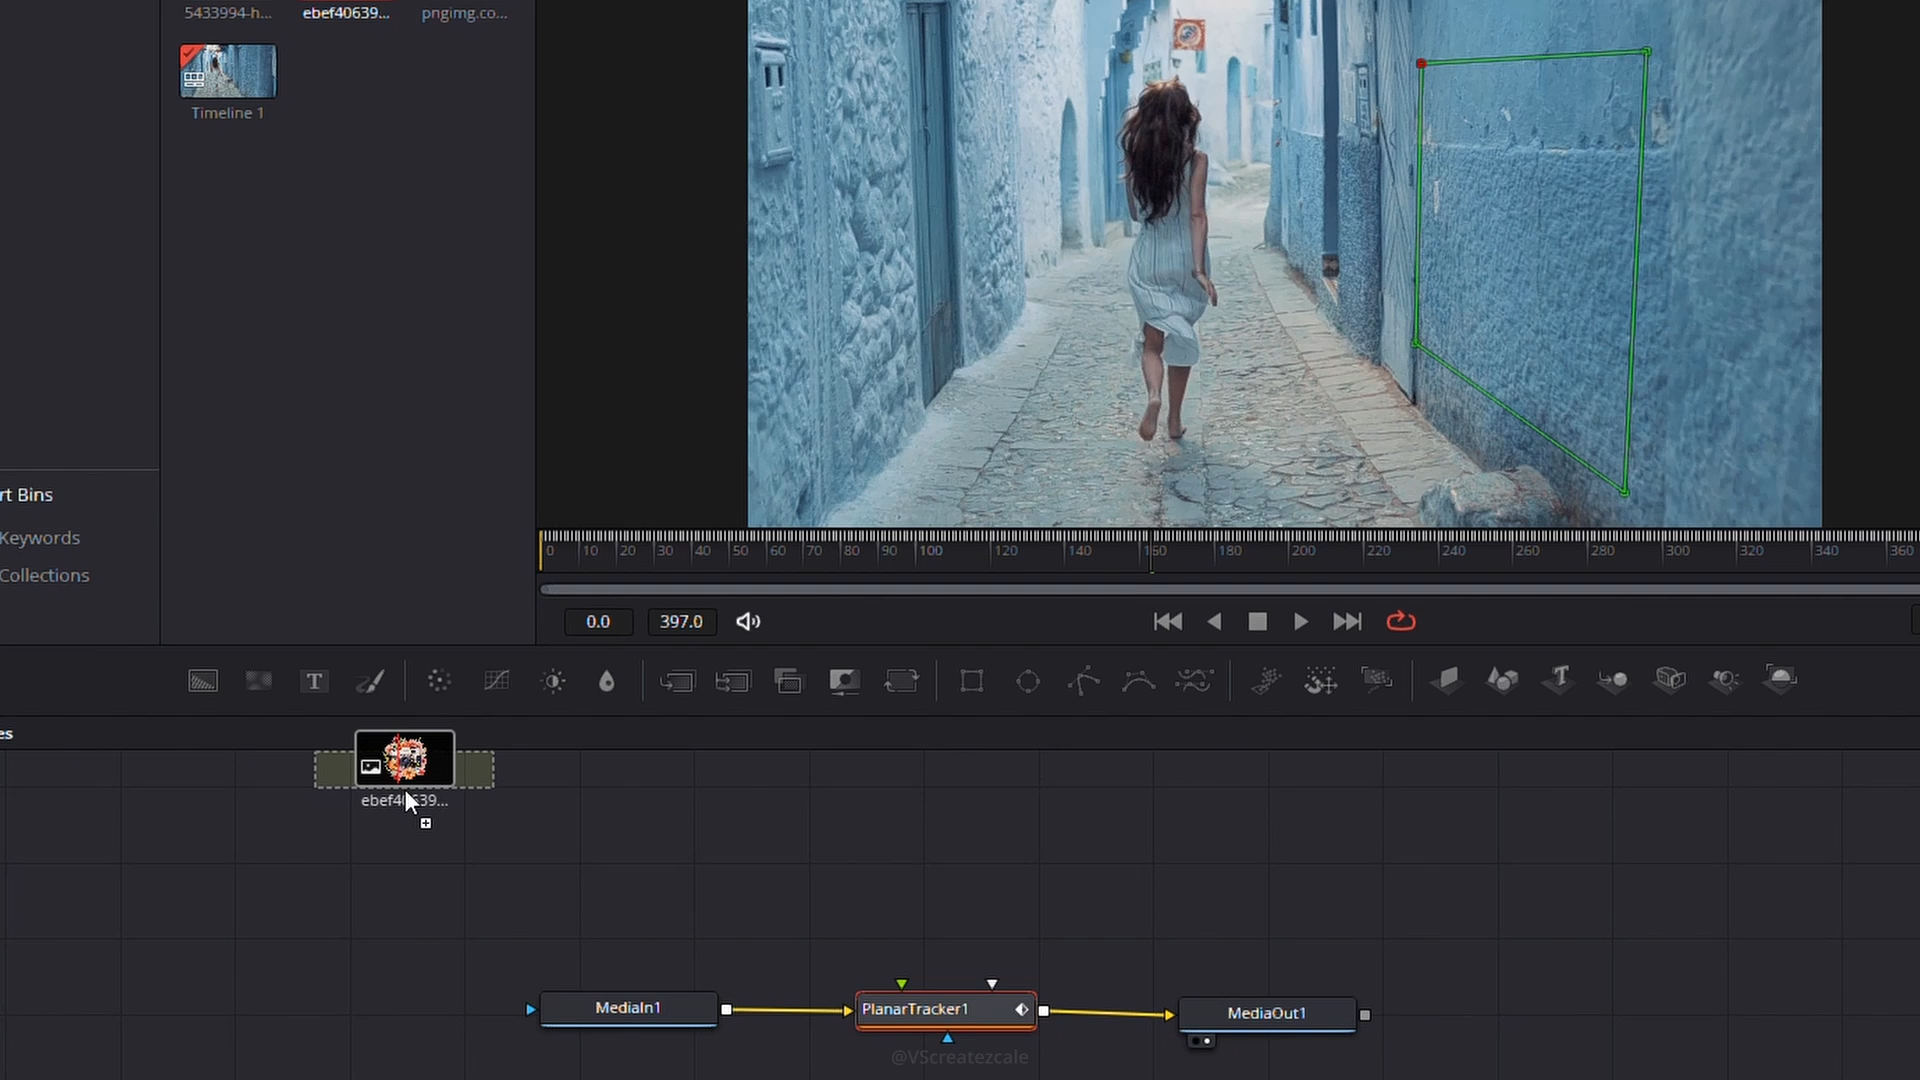 5433994-h...
ebef40639...
pngimg.co...
Timeline 1
rt Bins
Keywords
Collections
0 10 20 30 40 50 60 70 80 90 100 120 140 160 180 200 220 240 260 280 300 320 340 360
0.0
397.0
T
es
ebef40639...
MediaIn1
PlanarTracker1
MediaOut1
@VScreatezcale